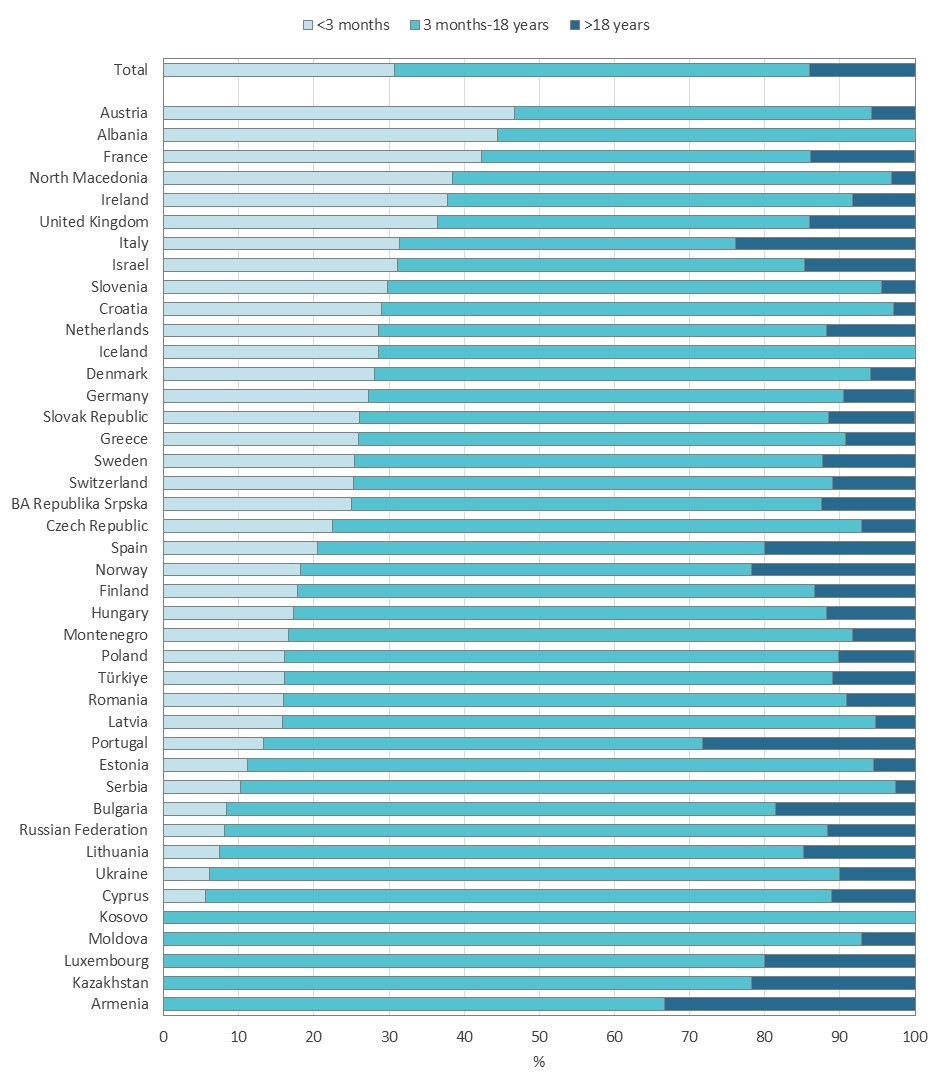 <3 months 3 months-18 years >18 years
Total
Austria
Albania
France
North Macedonia
Ireland
United Kingdom
Italy
Israel
Slovenia
Croatia
Netherlands
Iceland
Denmark
Germany
Slovak Republic
Greece
Sweden
Switzerland
BA Republika Srpska
Czech Republic
Spain
Norway
Finland
Hungary
Montenegro
Poland
Türkiye
Romania
Latvia
Portugal
Estonia
Serbia
Bulgaria
Russian Federation
Lithuania
Ukraine
Cyprus
Kosovo
Moldova
Luxembourg
Kazakhstan
Armenia
0 10 20 30 40 50 60 70 80 90 100
%